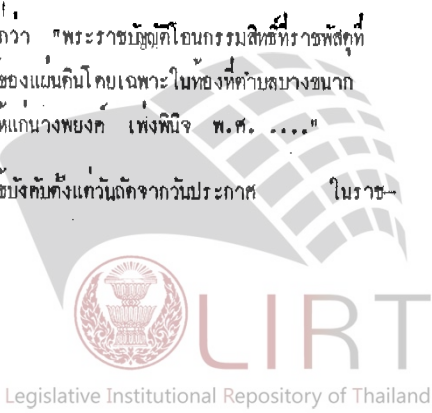 กว่า "พระราชบัญญัติโอนกรรมสิทธิ์ที่ราชพัสดุที่
ของแผ่นดินโดยเฉพาะในท้องที่ตำบลบางขนาก
ห้แก่นางพยงค์ เพ่งพินิจ พ.ศ. ...."
ช้บังคับตั้งแต่วันถัดจากวันประกาศ ในราช-
LIRT
Legislative Institutional Repository of Thailand